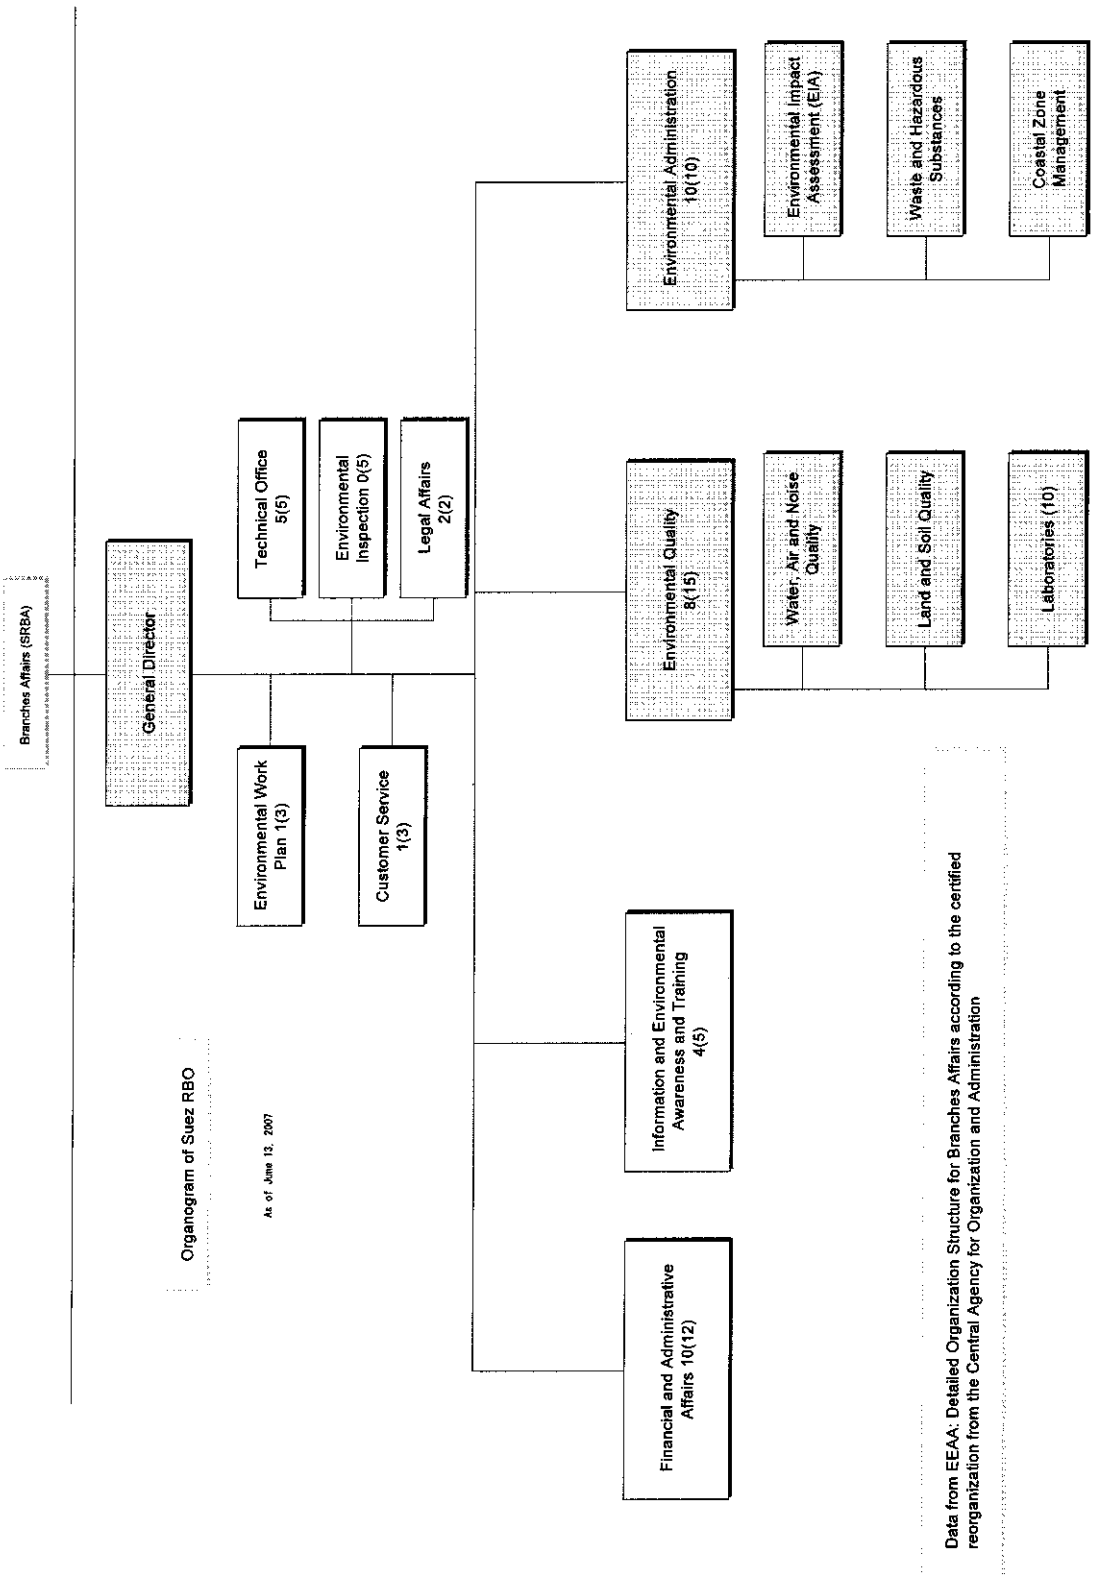 Branches Affairs (SRBA)
Organogram of Suez RBO
As of June 13, 2007
General Director
Environmental Work
Plan 1(3)
Customer Service
1(3)
Technical Office
5(5)
Environmental
Inspection 0(5)
Legal Affairs
2(2)
Financial and Administrative
Affairs 10(12)
Information and Environmental
Awareness and Training
4(5)
Environmental Quality
8(15)
Water, Air and Noise
Quality
Land and Soil Quality
Laboratories (10)
Environmental Administration
10(10)
Environmental Impact
Assessment (EIA)
Waste and Hazardous
Substances
Coastal Zone
Management
Data from EEAA: Detailed Organization Structure for Branches Affairs according to the certified
reorganization from the Central Agency for Organization and Administration